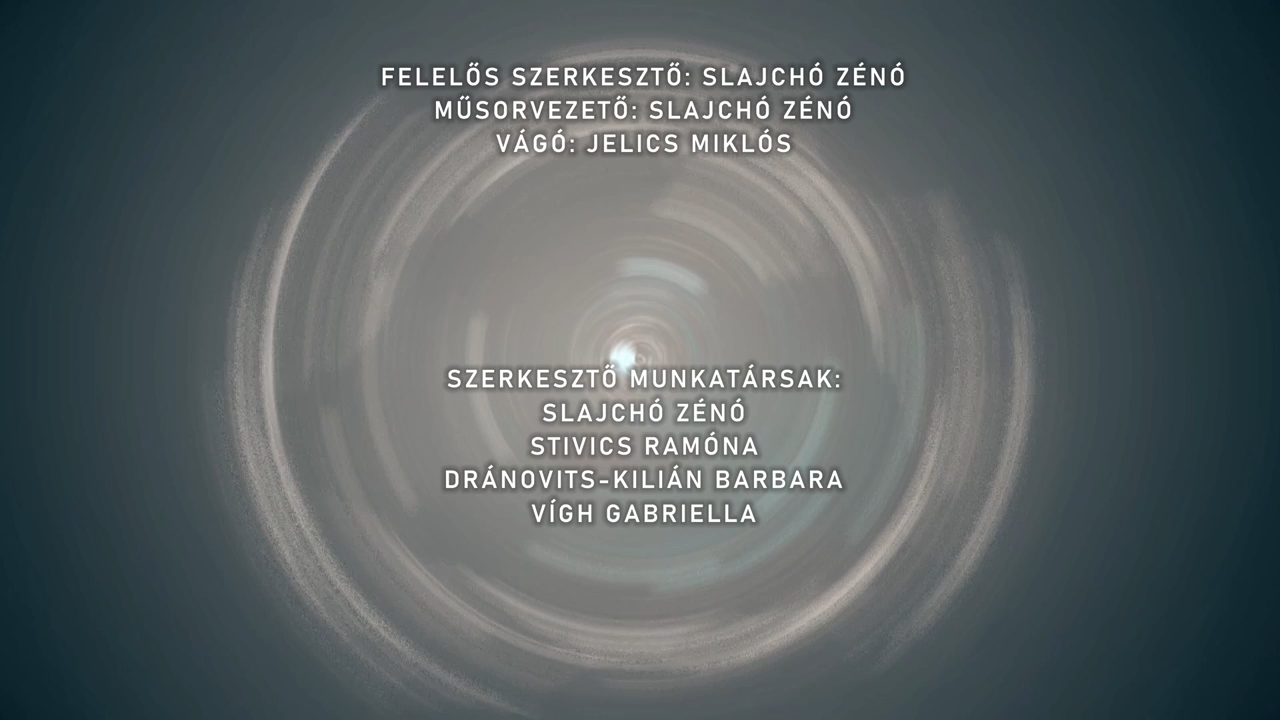 FELELŐS SZERKESZTŐ: SLAJCHÓ ZÉNÓ
MŰSORVEZETŐ: SLAJCHÓ ZÉNÓ
VÁGÓ: JELICS MIKLÓS
SZERKESZTŐ MUNKATÁRSAK:
SLAJCHÓ ZÉNÓ
STIVICS RAMÓNA
DRÁNOVITS-KILIÁN BARBARA
VÍGH GABRIELLA